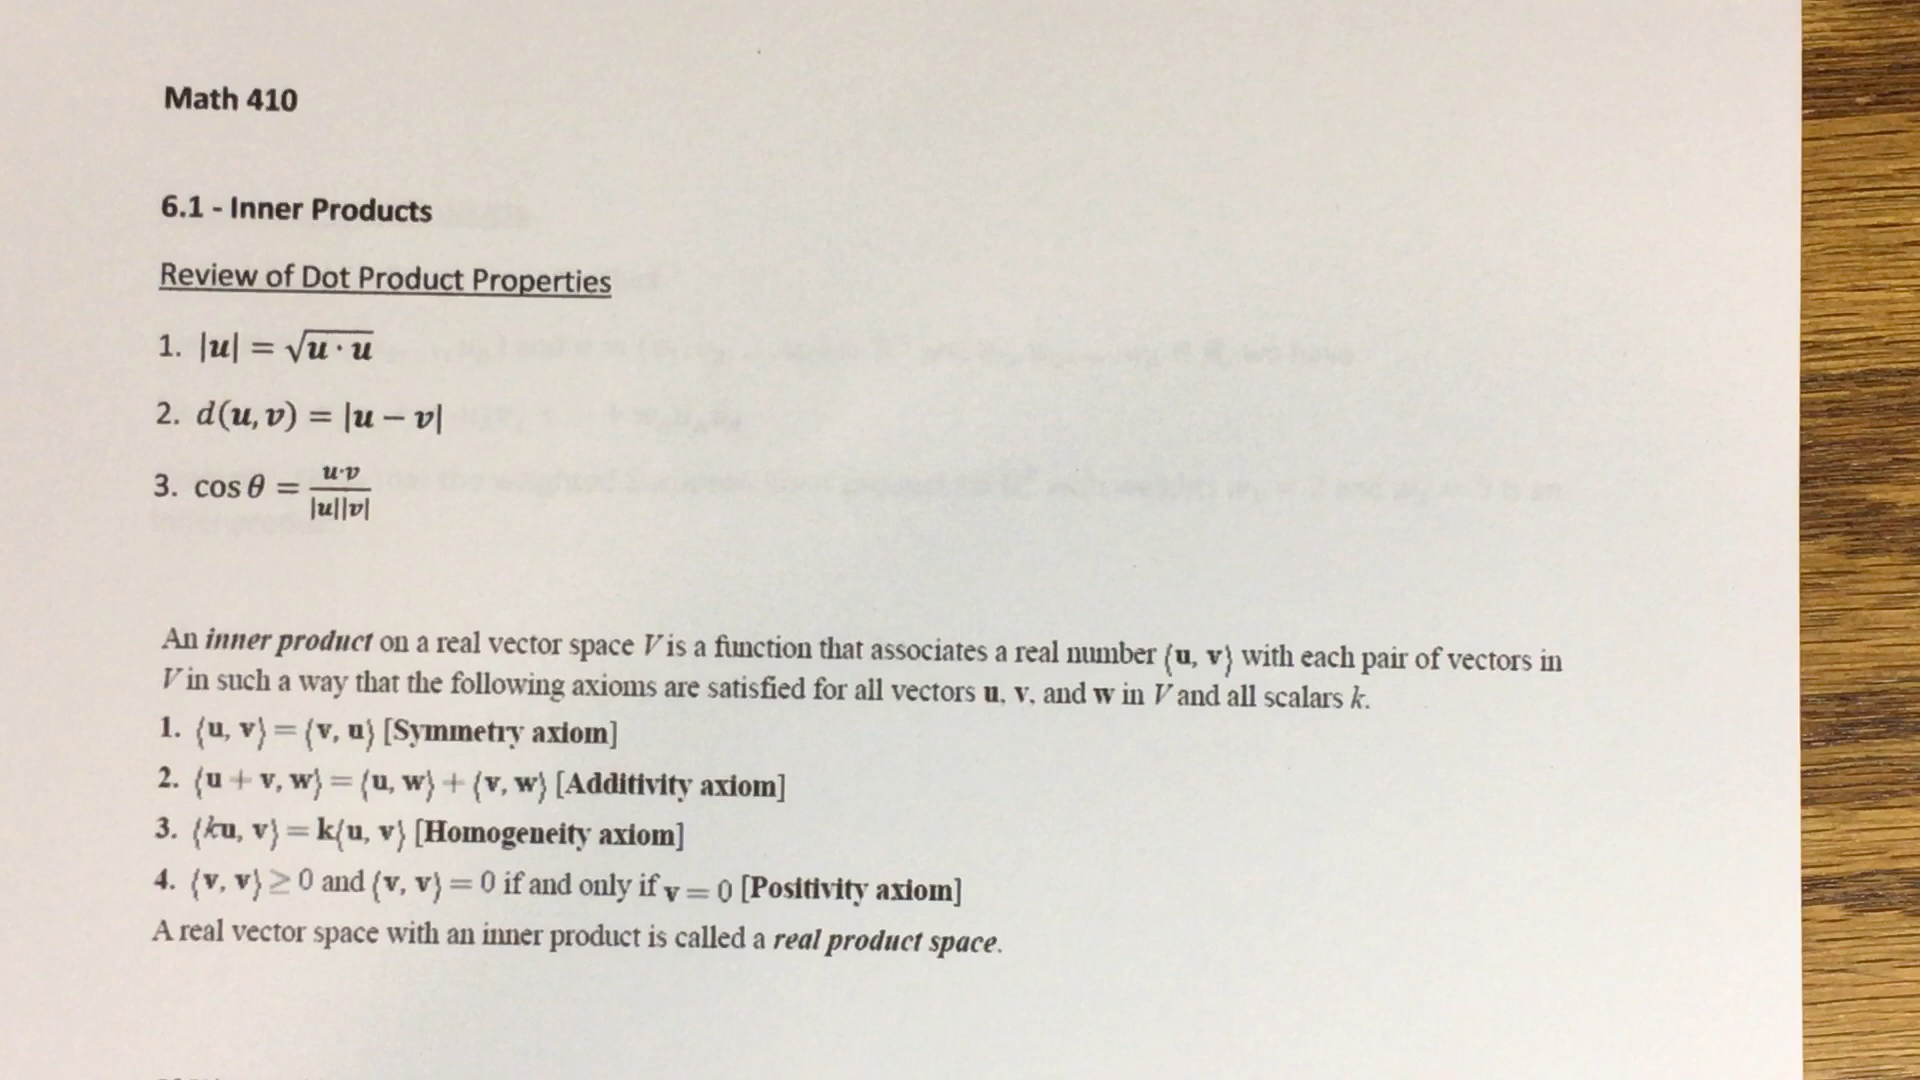 Math 410
6.1 - Inner Products
Review of Dot Product Properties
1. |u| = √u · u
2. d(u, v) = |u − v|
3. cos θ = u·v / |u||v|
An inner product on a real vector space V is a function that associates a real number ⟨u, v⟩ with each pair of vectors in
V in such a way that the following axioms are satisfied for all vectors u, v, and w in V and all scalars k.
1. ⟨u, v⟩ = ⟨v, u⟩ [Symmetry axiom]
2. ⟨u + v, w⟩ = ⟨u, w⟩ + ⟨v, w⟩ [Additivity axiom]
3. ⟨ku, v⟩ = k⟨u, v⟩ [Homogeneity axiom]
4. ⟨v, v⟩ ≥ 0 and ⟨v, v⟩ = 0 if and only if v = 0 [Positivity axiom]
A real vector space with an inner product is called a real product space.